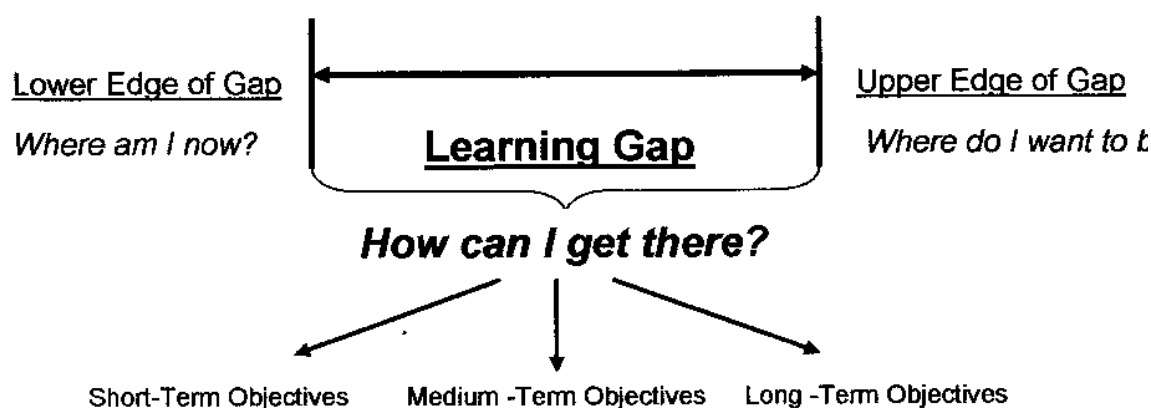 Lower Edge of Gap
Upper Edge of Gap
Where am I now?
Learning Gap
Where do I want to b
How can I get there?
Short-Term Objectives
Medium -Term Objectives
Long -Term Objectives